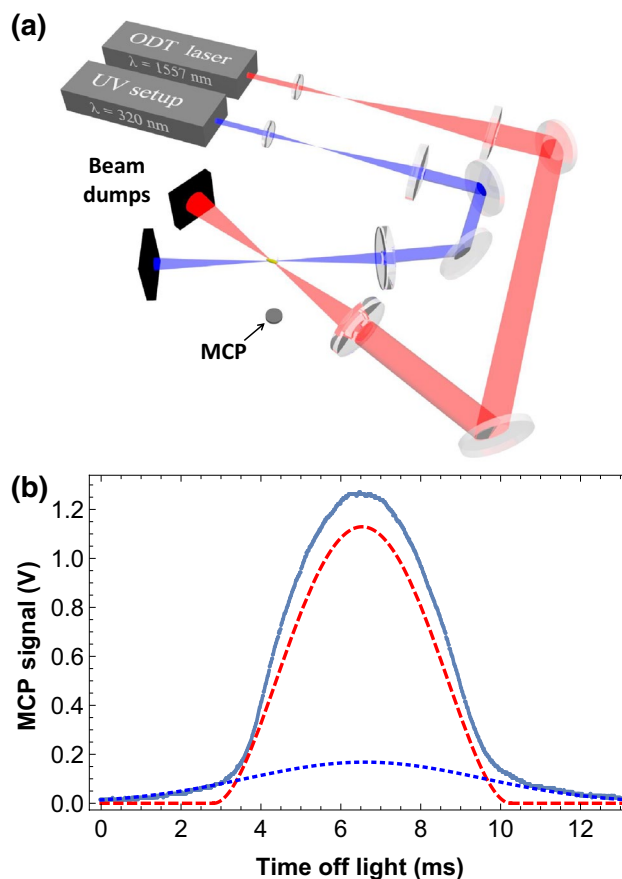 (a)
ODT laser
λ = 1557 nm
UV setup
λ = 320 nm
Beam
dumps
MCP
(b)
MCP signal (V)
1.2
1.0
0.8
0.6
0.4
0.2
0.0
0 2 4 6 8 10 12
Time off light (ms)